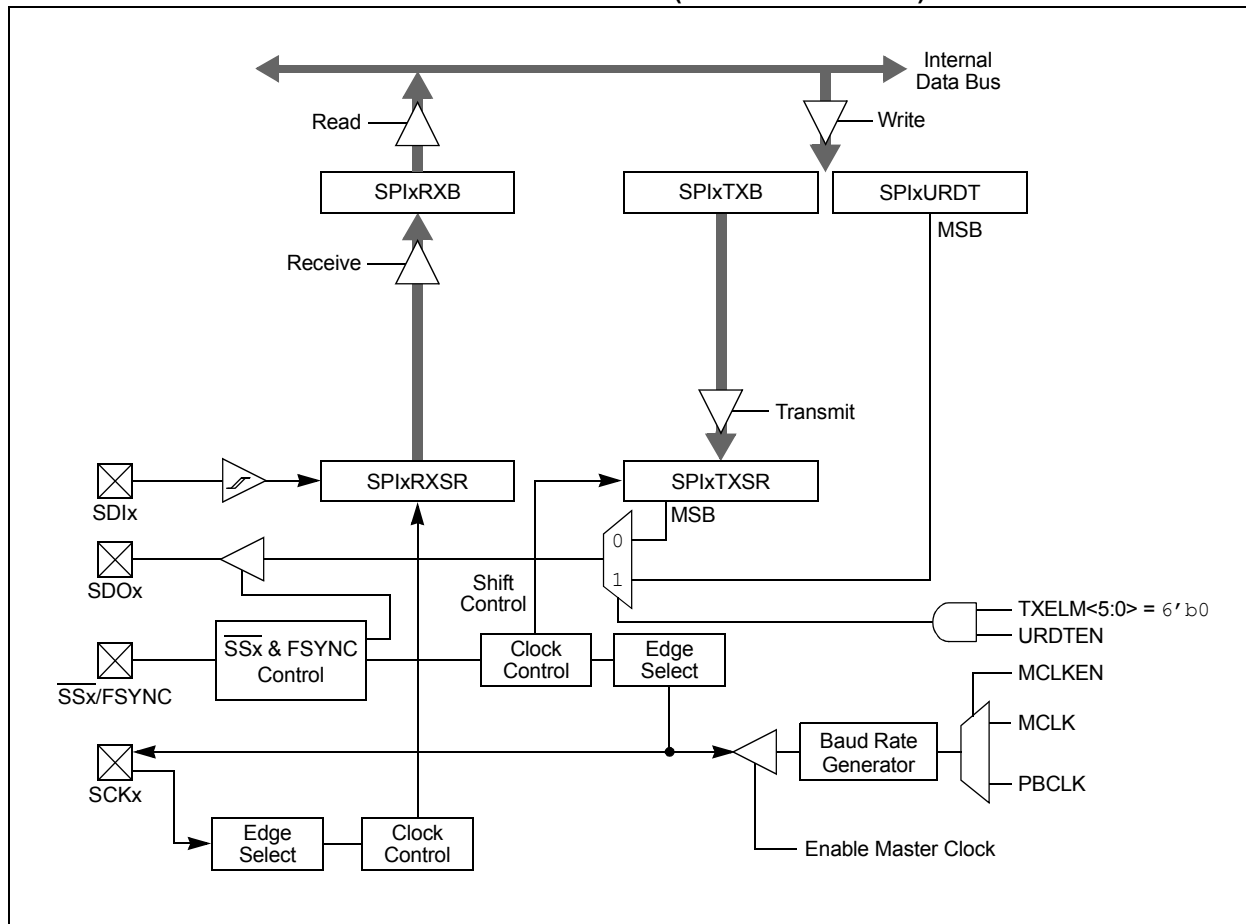 Internal
Data Bus
Read
Write
SPIxRXB
SPIxTXB
SPIxURDT
MSB
Receive
Transmit
SPIxRXSR
SPIxTXSR
SDIx
MSB
0
SDOx
1
Shift
Control
TXELM<5:0> = 6'b0
URDTEN
SSx & FSYNC
Control
Clock
Control
Edge
Select
SSx/FSYNC
MCLKEN
MCLK
Baud Rate
Generator
PBCLK
SCKx
Edge
Select
Clock
Control
Enable Master Clock